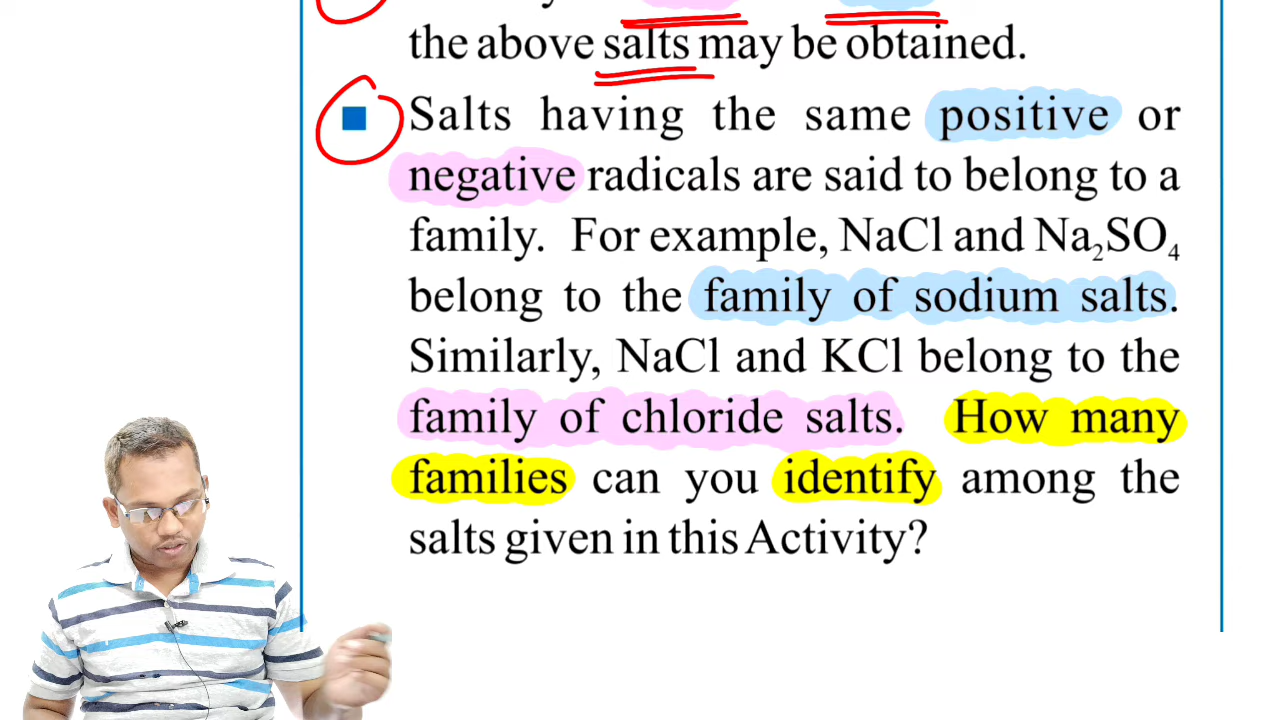 the above salts may be obtained.
■ Salts having the same positive or
negative radicals are said to belong to a
family. For example, NaCl and Na₂SO₄
belong to the family of sodium salts.
Similarly, NaCl and KCl belong to the
family of chloride salts. How many
families can you identify among the
salts given in this Activity?